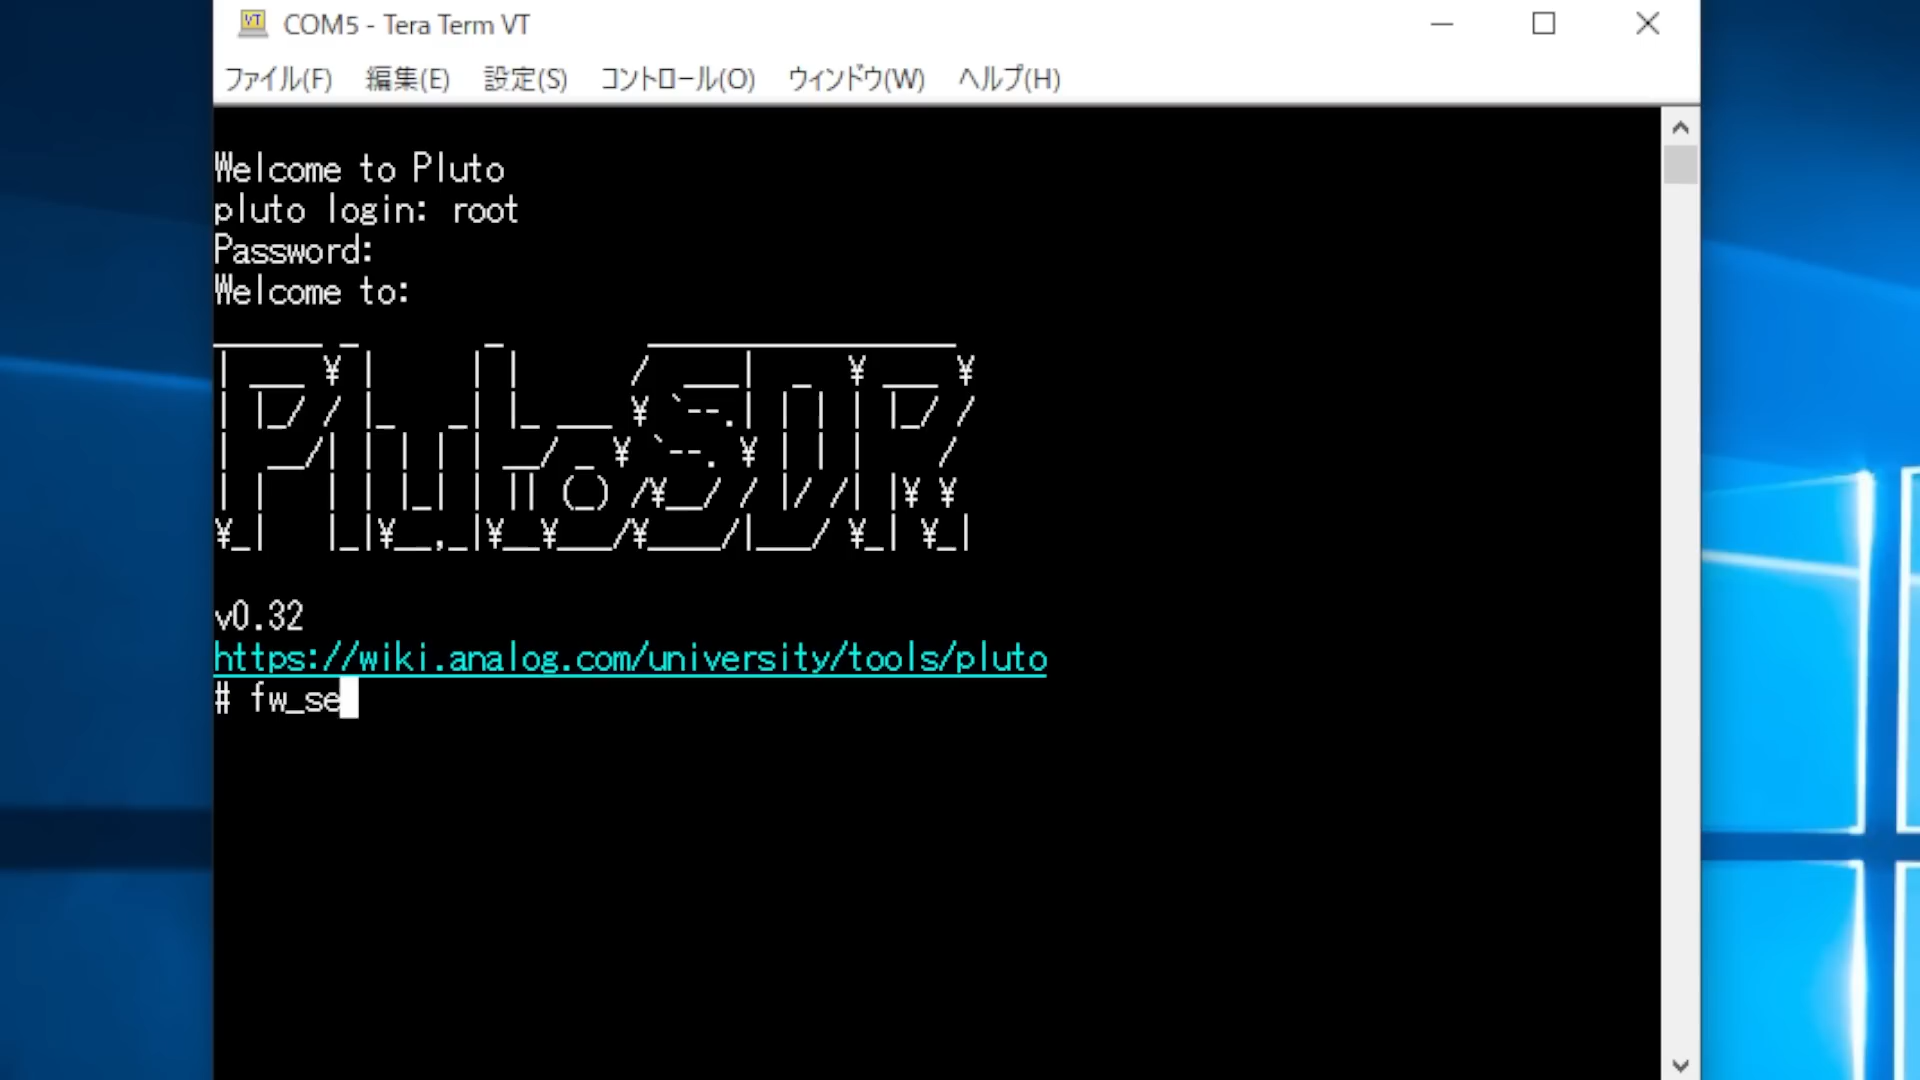 COM5 - Tera Term VT
ファイル(F) 編集(E) 設定(S) コントロール(O) ウィンドウ(W) ヘルプ(H)
Welcome to Pluto
pluto login: root
Password:
Welcome to:
PlutoSDR
v0.32
https://wiki.analog.com/university/tools/pluto
# fw_se